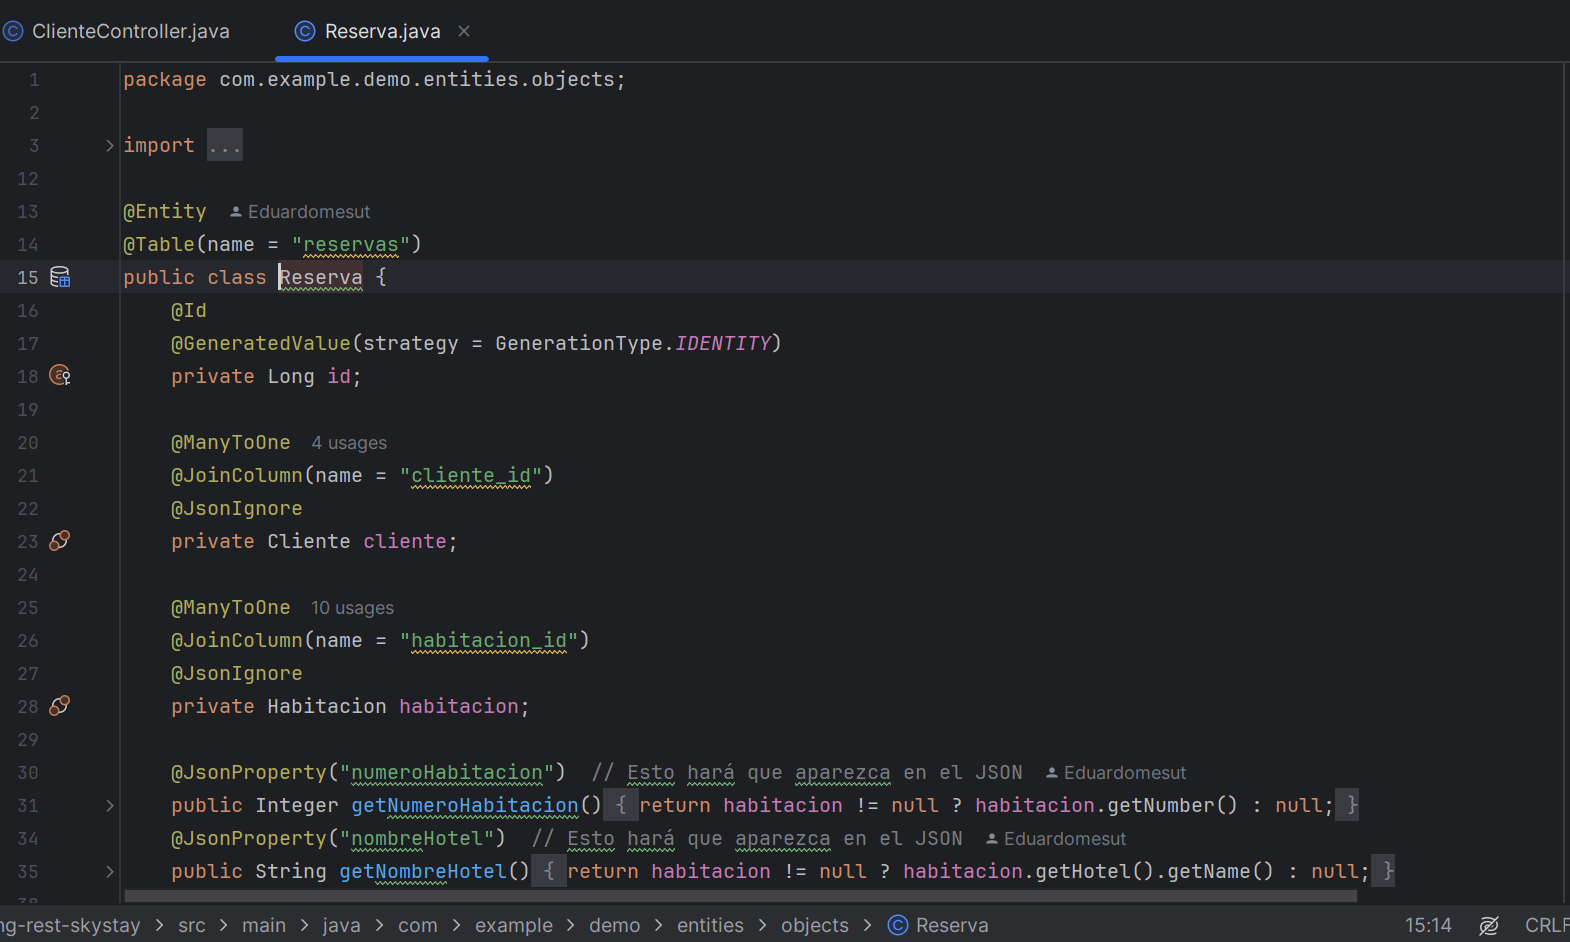 ClienteController.java Reserva.java
1 package com.example.demo.entities.objects;
2
3 import ...
12
13 @Entity Eduardomesut
14 @Table(name = "reservas")
15 public class Reserva {
16 @Id
17 @GeneratedValue(strategy = GenerationType.IDENTITY)
18 private Long id;
19
20 @ManyToOne 4 usages
21 @JoinColumn(name = "cliente_id")
22 @JsonIgnore
23 private Cliente cliente;
24
25 @ManyToOne 10 usages
26 @JoinColumn(name = "habitacion_id")
27 @JsonIgnore
28 private Habitacion habitacion;
29
30 @JsonProperty("numeroHabitacion") // Esto hará que aparezca en el JSON Eduardomesut
31 public Integer getNumeroHabitacion() { return habitacion != null ? habitacion.getNumber() : null; }
34 @JsonProperty("nombreHotel") // Esto hará que aparezca en el JSON Eduardomesut
35 public String getNombreHotel() { return habitacion != null ? habitacion.getHotel().getName() : null; }
ng-rest-skystay > src > main > java > com > example > demo > entities > objects > Reserva 15:14 CRLF